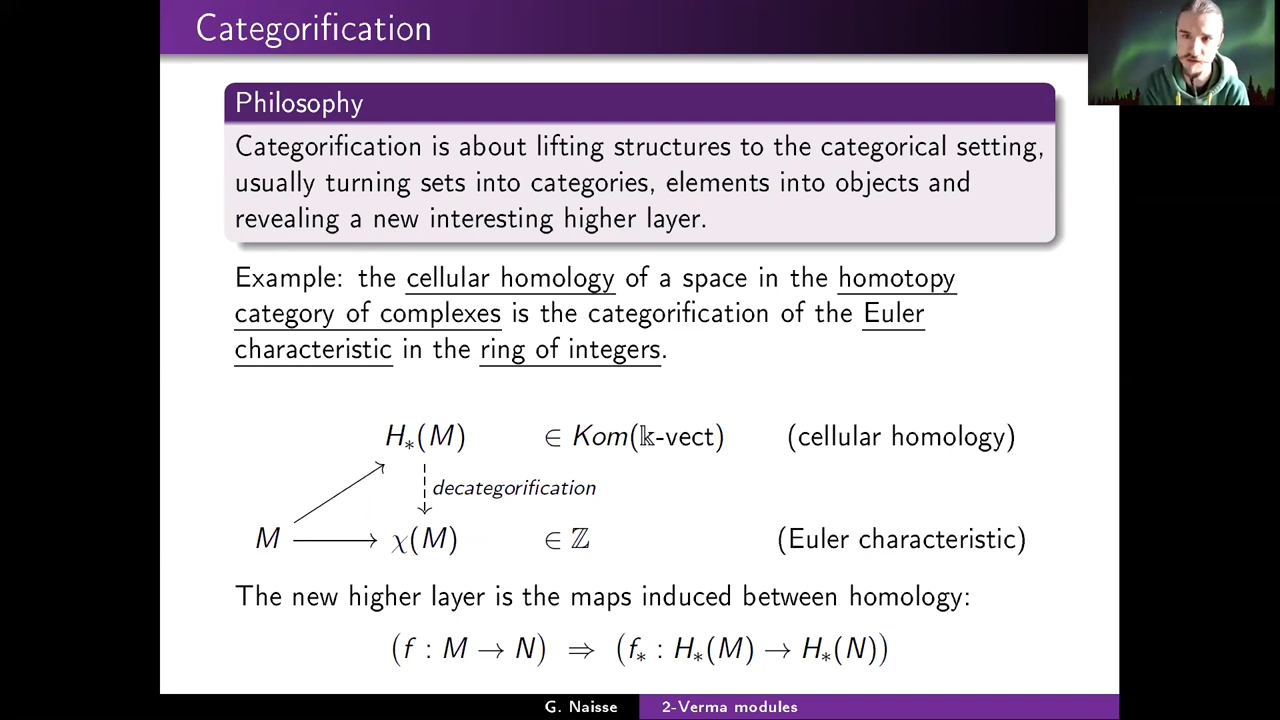 Categorification
Philosophy
Categorification is about lifting structures to the categorical setting,
usually turning sets into categories, elements into objects and
revealing a new interesting higher layer.
Example: the cellular homology of a space in the homotopy
category of complexes is the categorification of the Euler
characteristic in the ring of integers.
H∗(M) ∈ Kom(𝕜-vect) (cellular homology)
decategorification
M χ(M) ∈ ℤ (Euler characteristic)
The new higher layer is the maps induced between homology:
(f : M → N) ⇒ (f∗ : H∗(M) → H∗(N))
G. Naisse 2-Verma modules